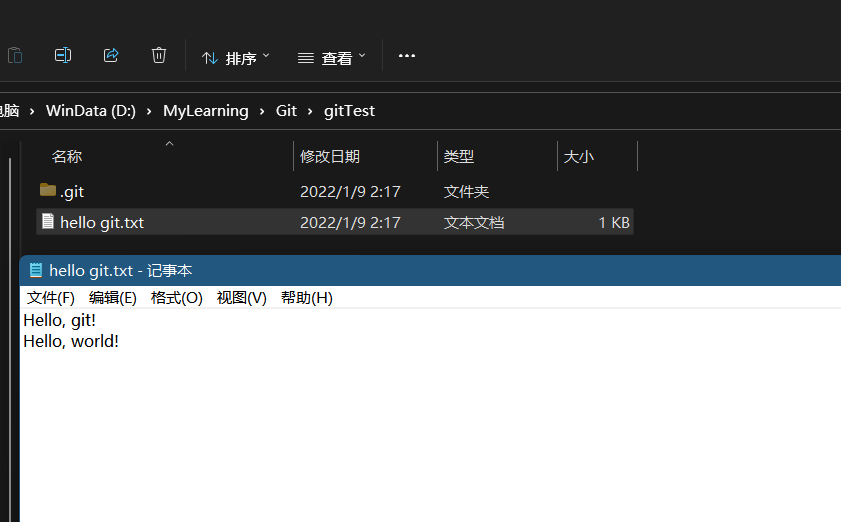 排序 查看
脑 WinData (D:) MyLearning Git gitTest
名称 修改日期 类型 大小
.git 2022/1/9 2:17 文件夹
hello git.txt 2022/1/9 2:17 文本文档 1 KB
hello git.txt - 记事本
文件(F) 编辑(E) 格式(O) 视图(V) 帮助(H)
Hello, git!
Hello, world!